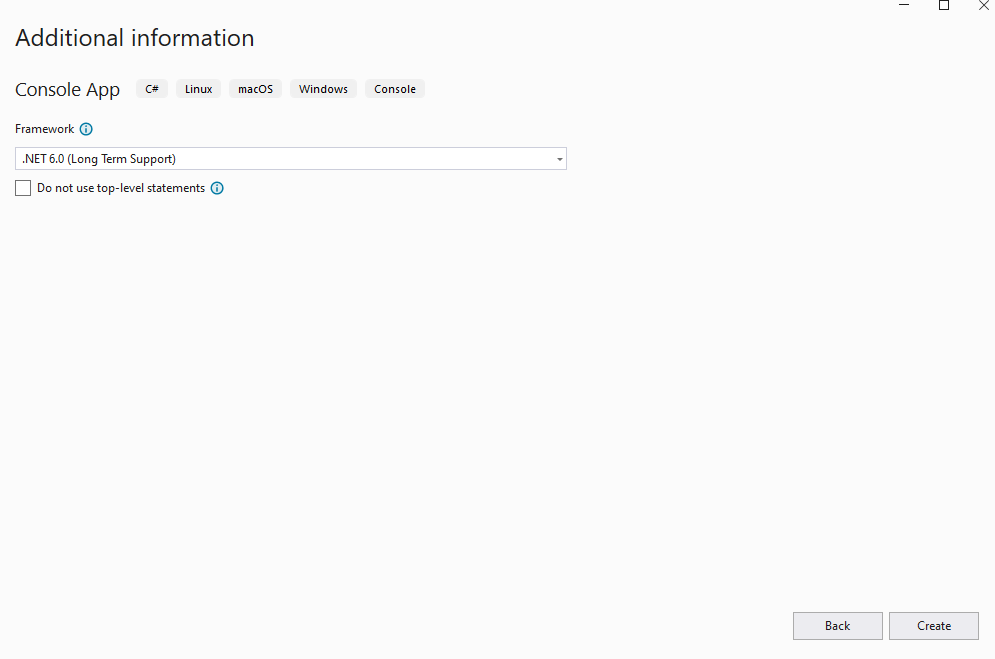 Additional information
Console App C# Linux macOS Windows Console
Framework
.NET 6.0 (Long Term Support)
Do not use top-level statements
Back Create